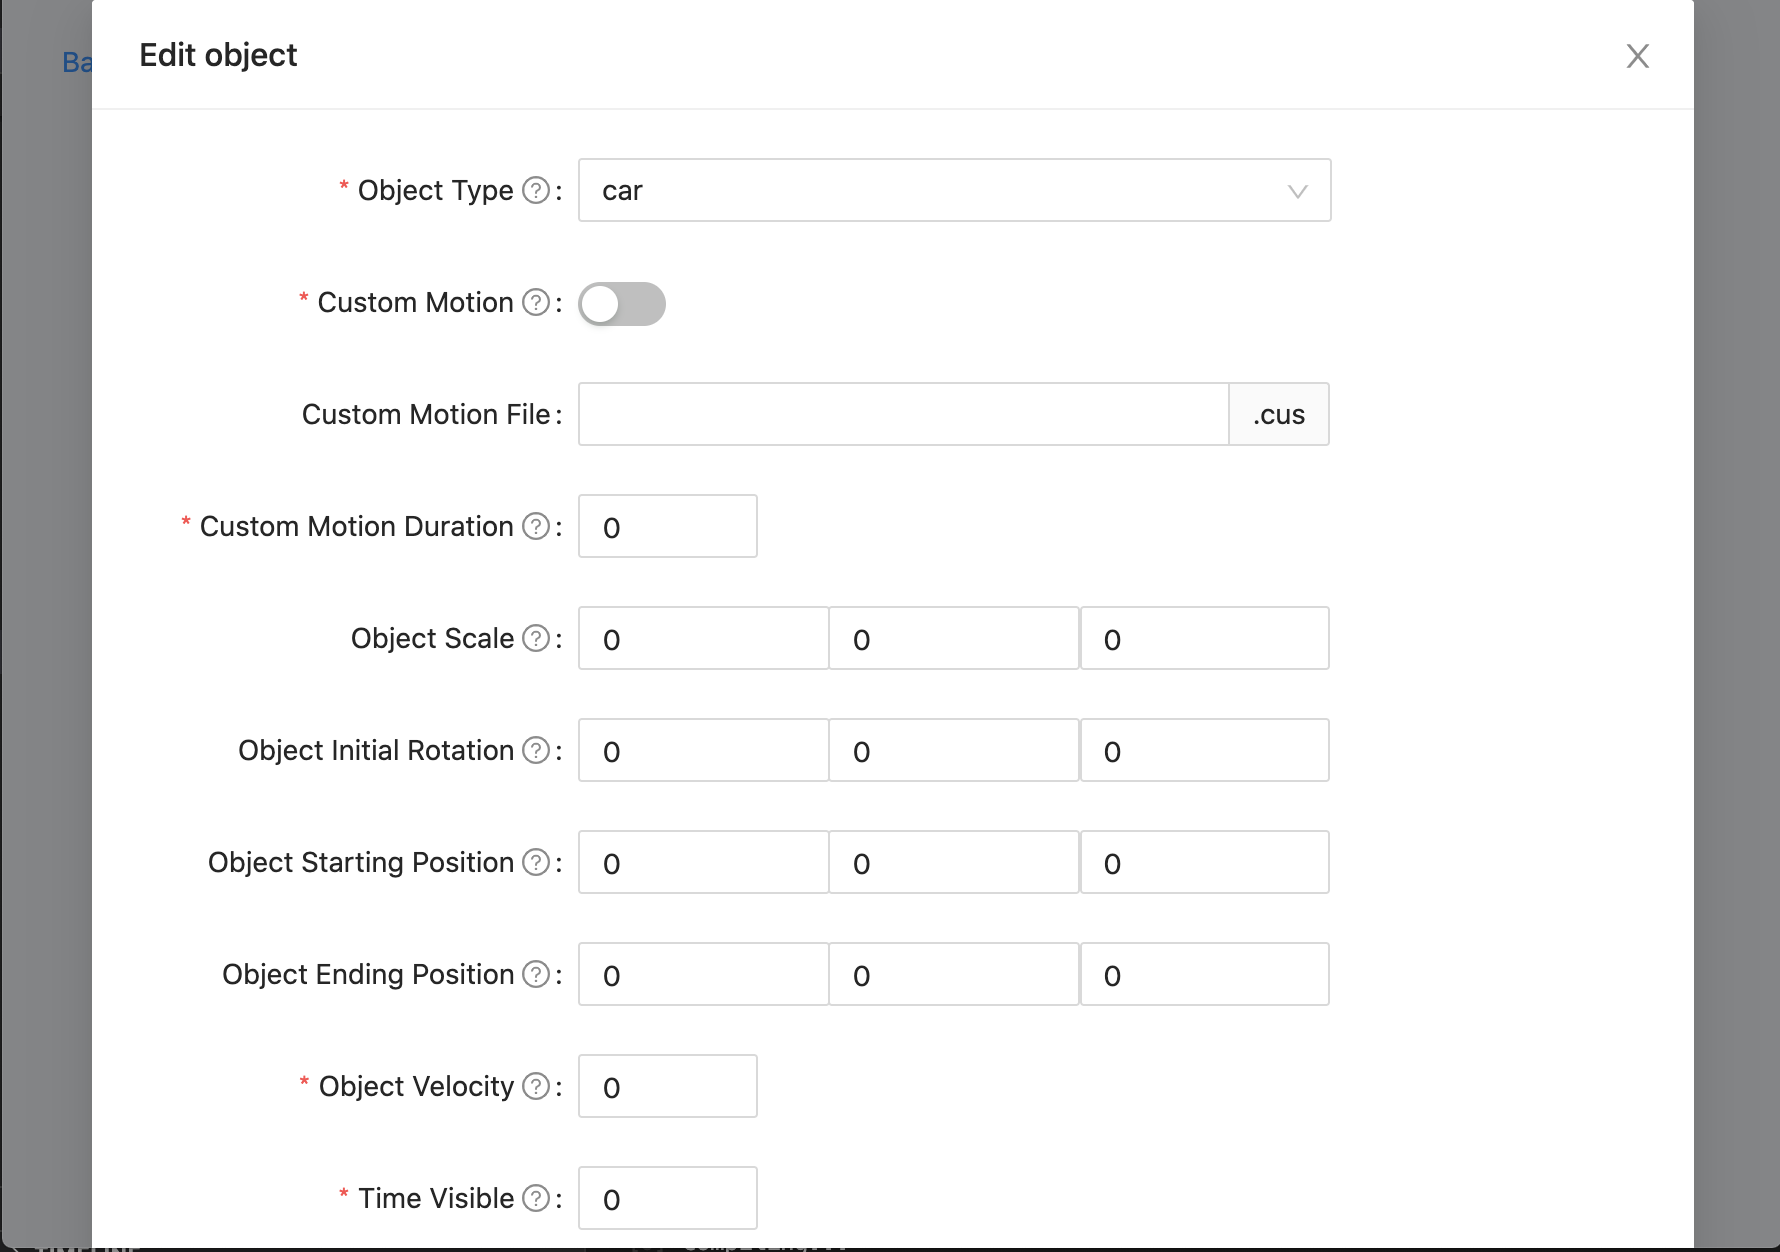 Ba
Edit object
* Object Type ? : car
* Custom Motion ? :
Custom Motion File : .cus
* Custom Motion Duration ? : 0
Object Scale ? : 0 0 0
Object Initial Rotation ? : 0 0 0
Object Starting Position ? : 0 0 0
Object Ending Position ? : 0 0 0
* Object Velocity ? : 0
* Time Visible ? : 0
TIMELINE